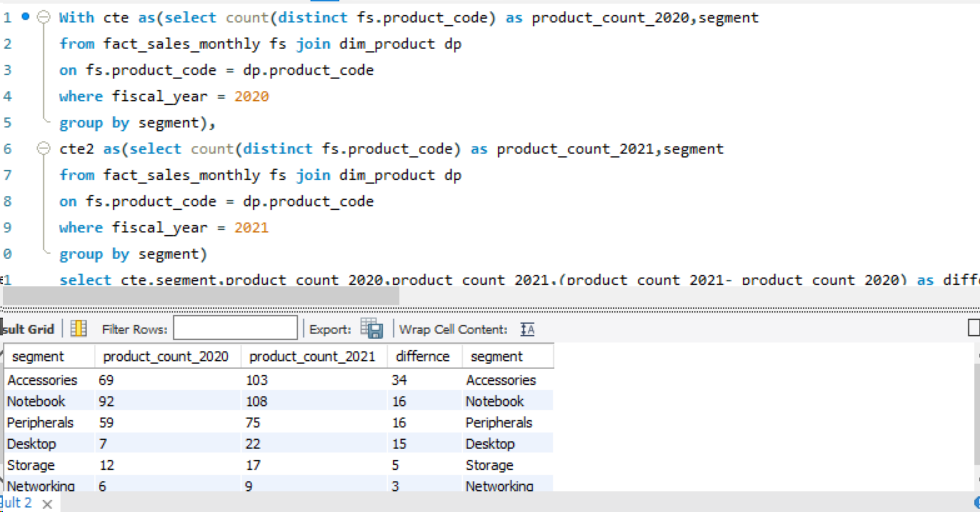 1 With cte as(select count(distinct fs.product_code) as product_count_2020,segment
2 from fact_sales_monthly fs join dim_product dp
3 on fs.product_code = dp.product_code
4 where fiscal_year = 2020
5 group by segment),
6 cte2 as(select count(distinct fs.product_code) as product_count_2021,segment
7 from fact_sales_monthly fs join dim_product dp
8 on fs.product_code = dp.product_code
9 where fiscal_year = 2021
0 group by segment)
1 select cte.segment,product_count_2020,product_count_2021,(product_count_2021- product_count_2020) as diffe
sult Grid Filter Rows: Export: Wrap Cell Content:
segment product_count_2020 product_count_2021 differnce segment
Accessories 69 103 34 Accessories
Notebook 92 108 16 Notebook
Peripherals 59 75 16 Peripherals
Desktop 7 22 15 Desktop
Storage 12 17 5 Storage
Networking 6 9 3 Networking
ult 2